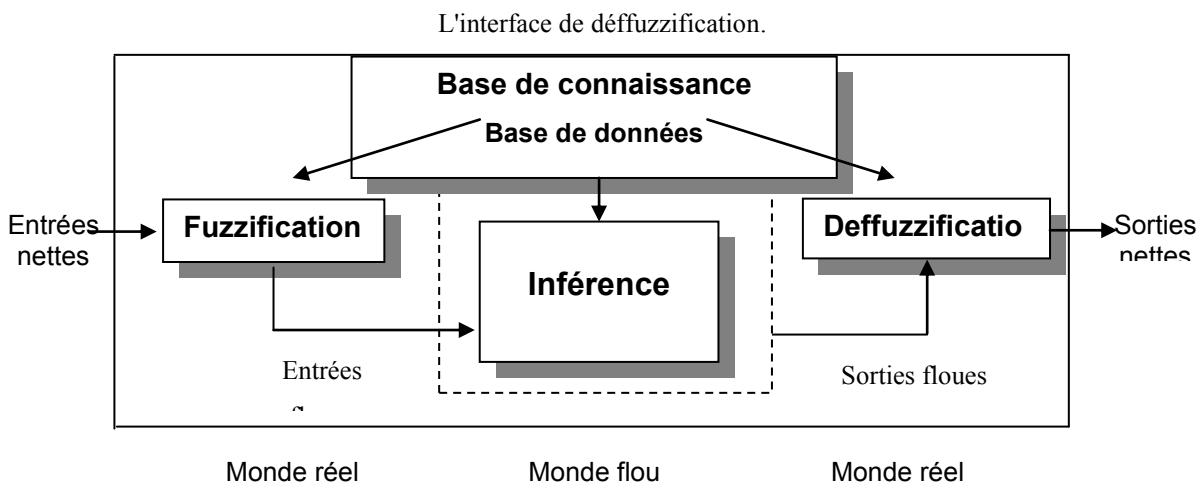 L'interface de déffuzzification.
Base de connaissance
Base de données
Entrées
nettes
Fuzzification
Inférence
Deffuzzificatio
Sorties
nettes
Entrées
Sorties floues
Monde réel
Monde flou
Monde réel